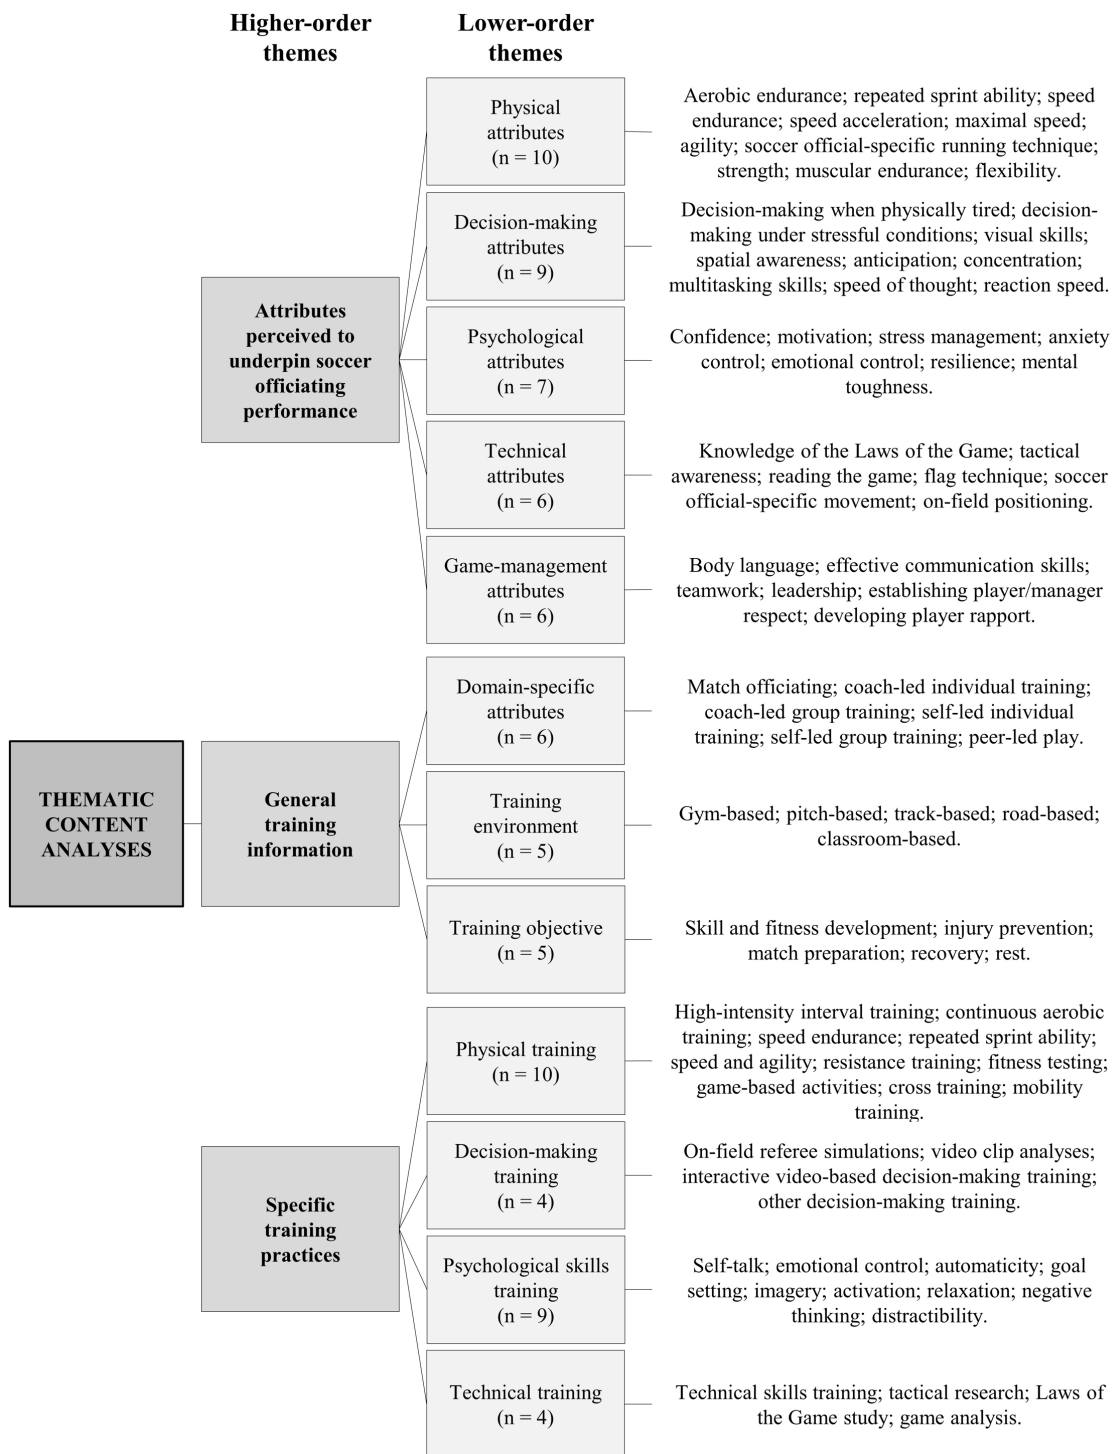 Higher-order
themes
Lower-order
themes
Physical
attributes
(n = 10)
Aerobic endurance; repeated sprint ability; speed
endurance; speed acceleration; maximal speed;
agility; soccer official-specific running technique;
strength; muscular endurance; flexibility.
Decision-making
attributes
(n = 9)
Decision-making when physically tired; decision-
making under stressful conditions; visual skills;
spatial awareness; anticipation; concentration;
multitasking skills; speed of thought; reaction speed.
Attributes
perceived to
underpin soccer
officiating
performance
Psychological
attributes
(n = 7)
Confidence; motivation; stress management; anxiety
control; emotional control; resilience; mental
toughness.
Technical
attributes
(n = 6)
Knowledge of the Laws of the Game; tactical
awareness; reading the game; flag technique; soccer
official-specific movement; on-field positioning.
Game-management
attributes
(n = 6)
Body language; effective communication skills;
teamwork; leadership; establishing player/manager
respect; developing player rapport.
Domain-specific
attributes
(n = 6)
Match officiating; coach-led individual training;
coach-led group training; self-led individual
training; self-led group training; peer-led play.
THEMATIC
CONTENT
ANALYSES
General
training
information
Training
environment
(n = 5)
Gym-based; pitch-based; track-based; road-based;
classroom-based.
Training objective
(n = 5)
Skill and fitness development; injury prevention;
match preparation; recovery; rest.
Physical training
(n = 10)
High-intensity interval training; continuous aerobic
training; speed endurance; repeated sprint ability;
speed and agility; resistance training; fitness testing;
game-based activities; cross training; mobility
training.
Decision-making
training
(n = 4)
On-field referee simulations; video clip analyses;
interactive video-based decision-making training;
other decision-making training.
Specific
training
practices
Psychological skills
training
(n = 9)
Self-talk; emotional control; automaticity; goal
setting; imagery; activation; relaxation; negative
thinking; distractibility.
Technical training
(n = 4)
Technical skills training; tactical research; Laws of
the Game study; game analysis.